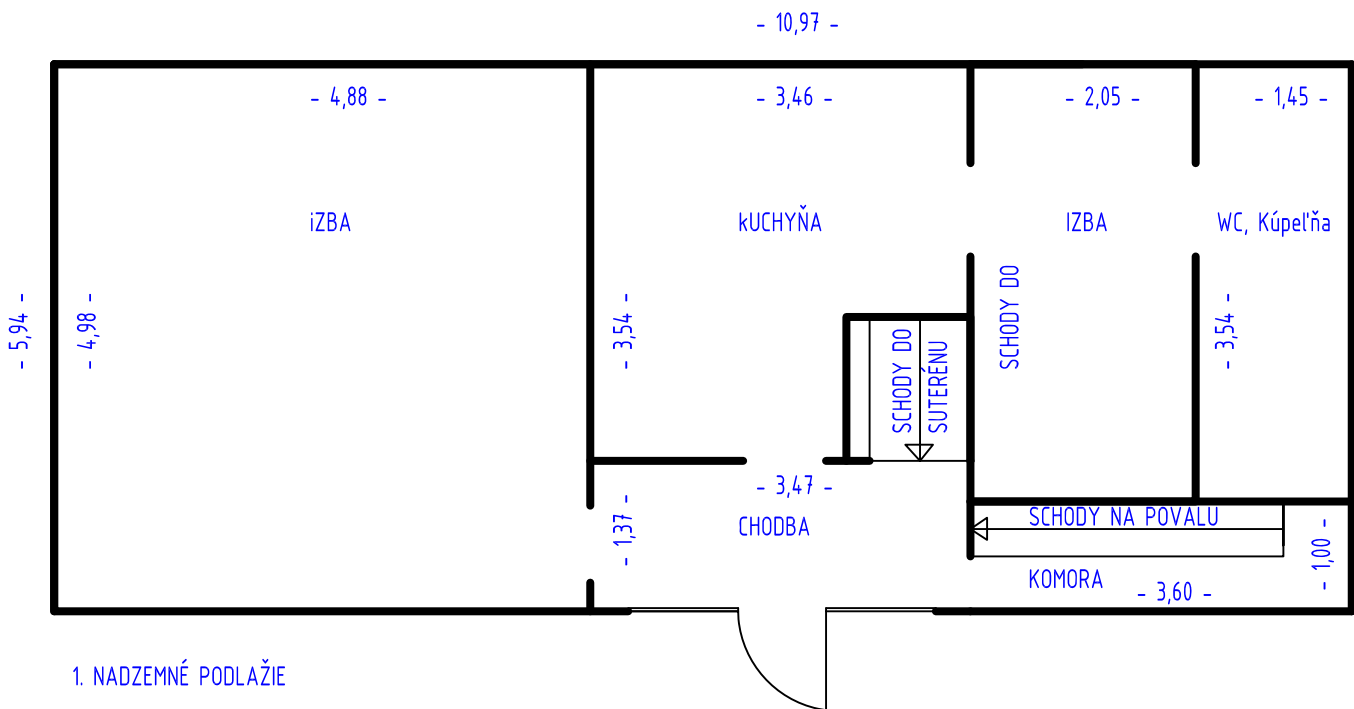 - 10,97 -
- 4,88 -
- 3,46 -
- 2,05 -
- 1,45 -
iZBA
kUCHYŇA
IZBA
WC, Kúpeľňa
- 5,94 -
- 4,98 -
- 3,54 -
SCHODY DO
SUTERÉNU
SCHODY DO
- 3,54 -
- 3,47 -
CHODBA
- 1,37 -
SCHODY NA POVALU
KOMORA
- 3,60 -
- 1,00 -
1. NADZEMNÉ PODLAŽIE